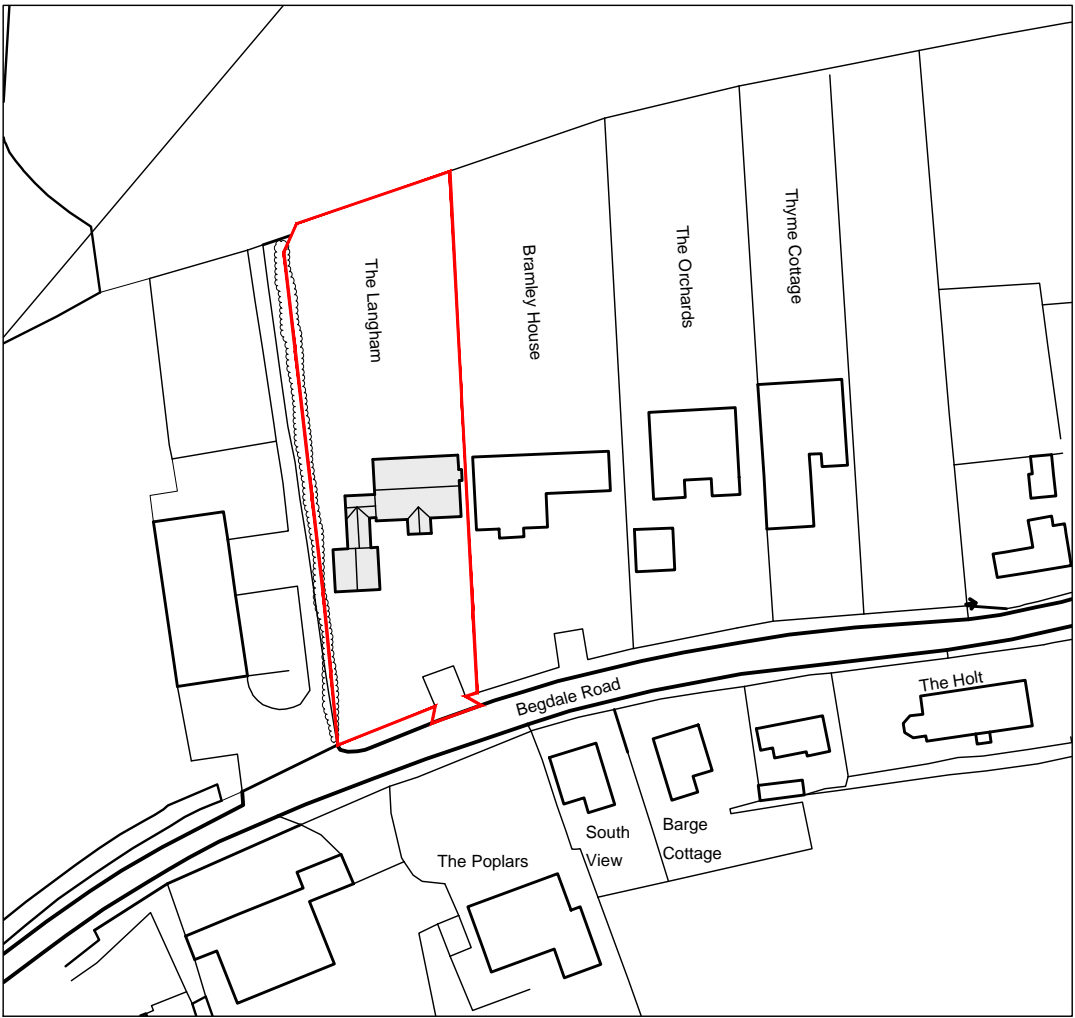 The Langham
Bramley House
The Orchards
Thyme Cottage
Begdale Road
The Holt
South
View
Barge
Cottage
The Poplars